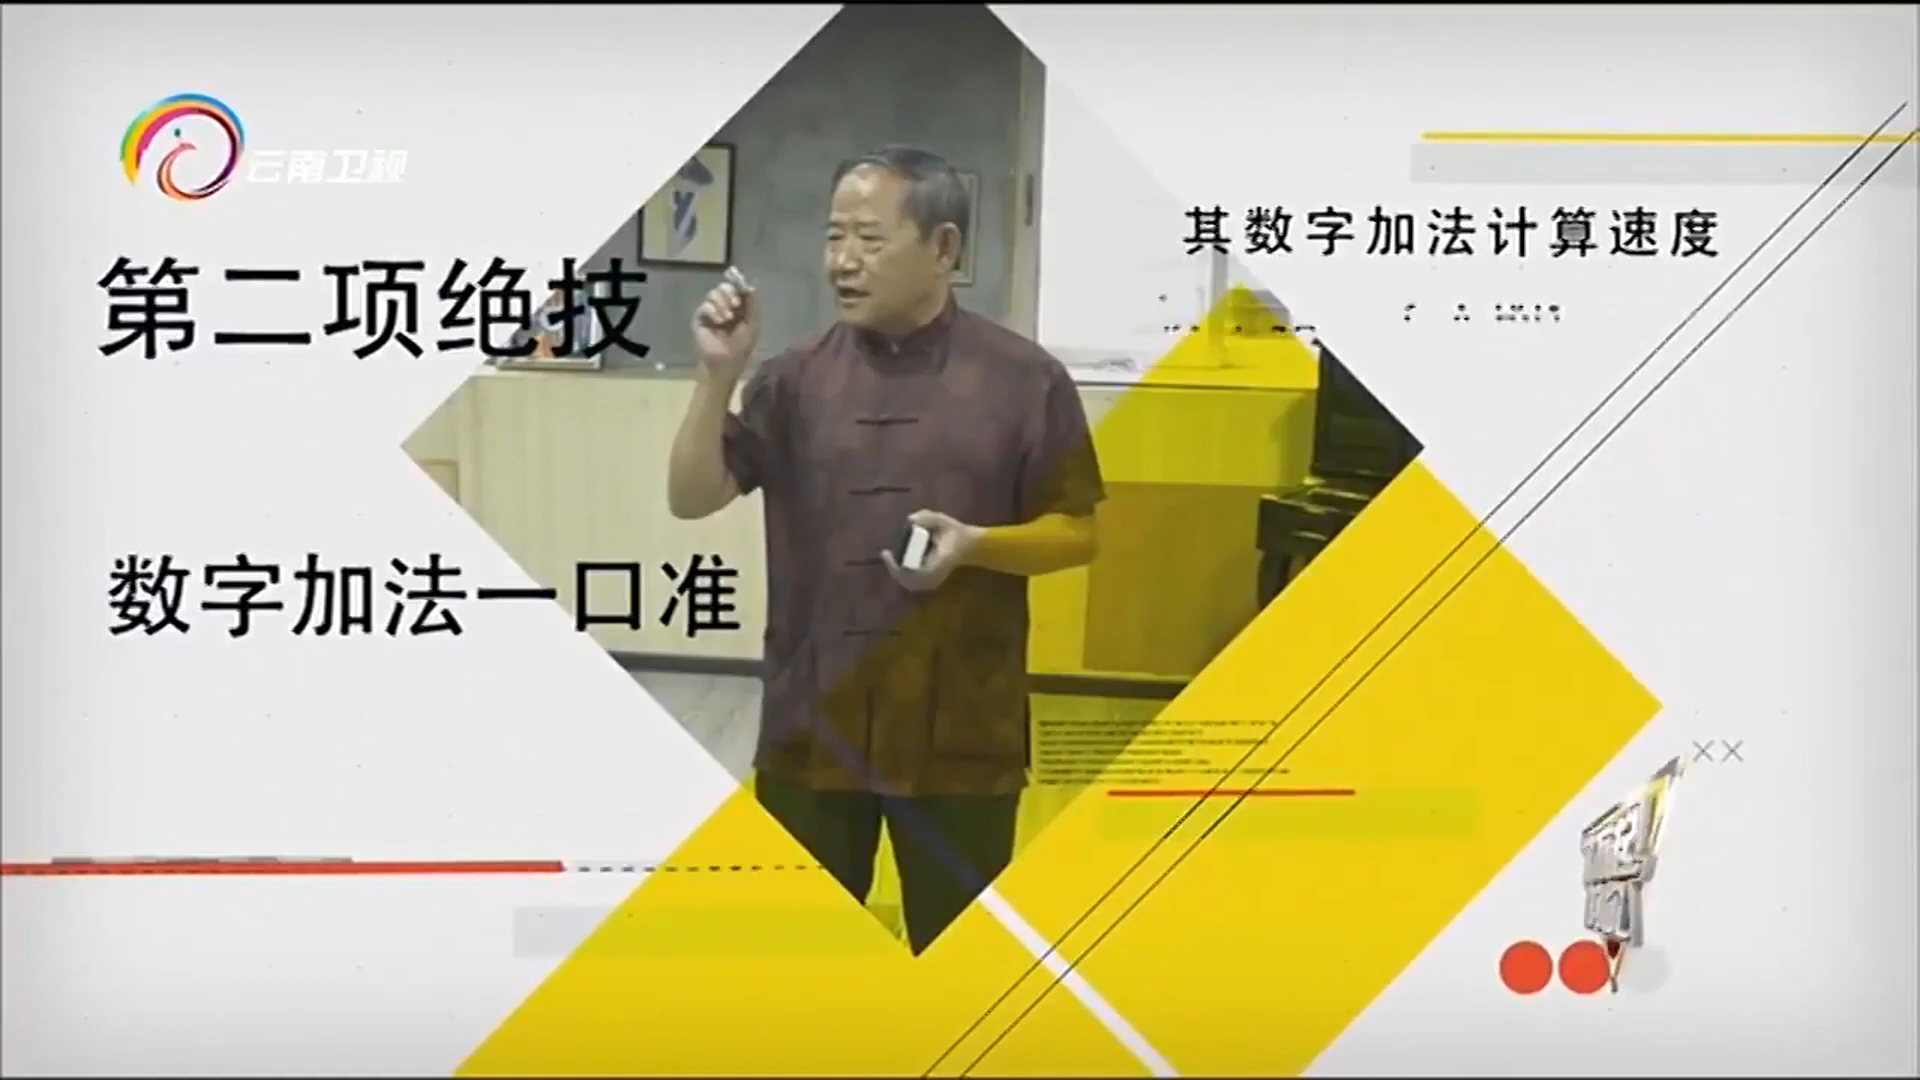 云南卫视
第二项绝技
数字加法一口准
其数字加法计算速度